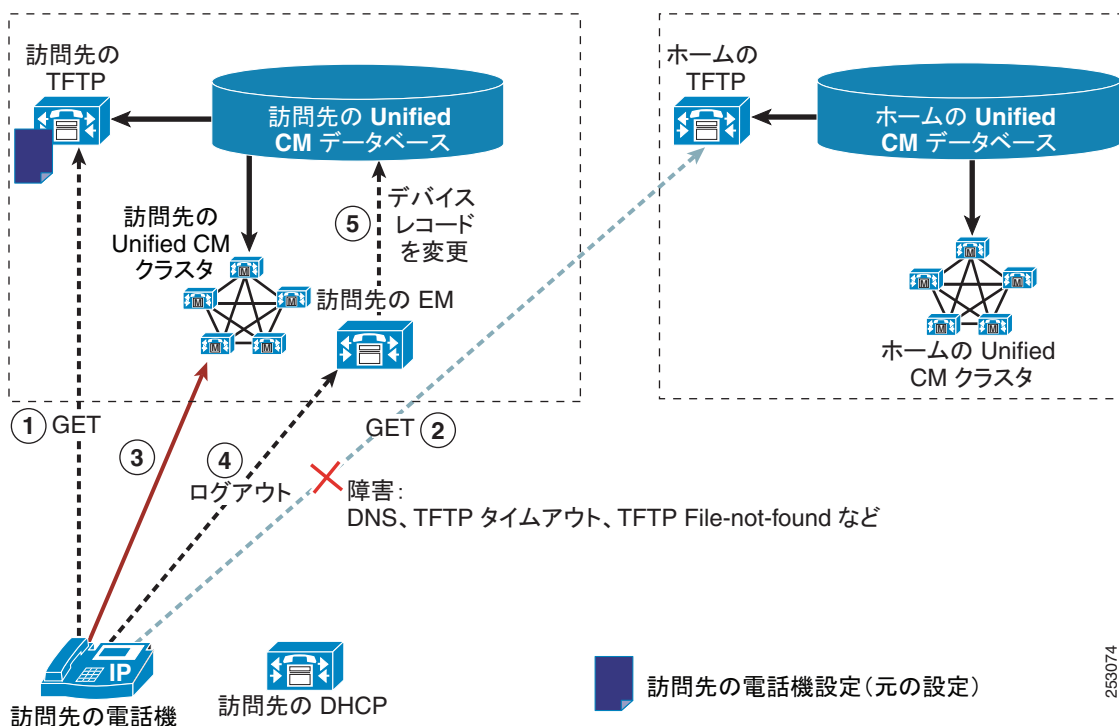 訪問先の
TFTP
訪問先の Unified
CM データベース
ホームの
TFTP
ホームの Unified
CM データベース
訪問先の
Unified CM
クラスタ
M
M
M
M
M
5
デバイス
レコード
を変更
訪問先の EM
M
M
M
M
M
ホームの Unified
CM クラスタ
1 GET
3
4
ログアウト
GET 2
障害:
DNS、TFTP タイムアウト、TFTP File-not-found など
IP
訪問先の電話機
訪問先の DHCP
訪問先の電話機設定(元の設定)
253074